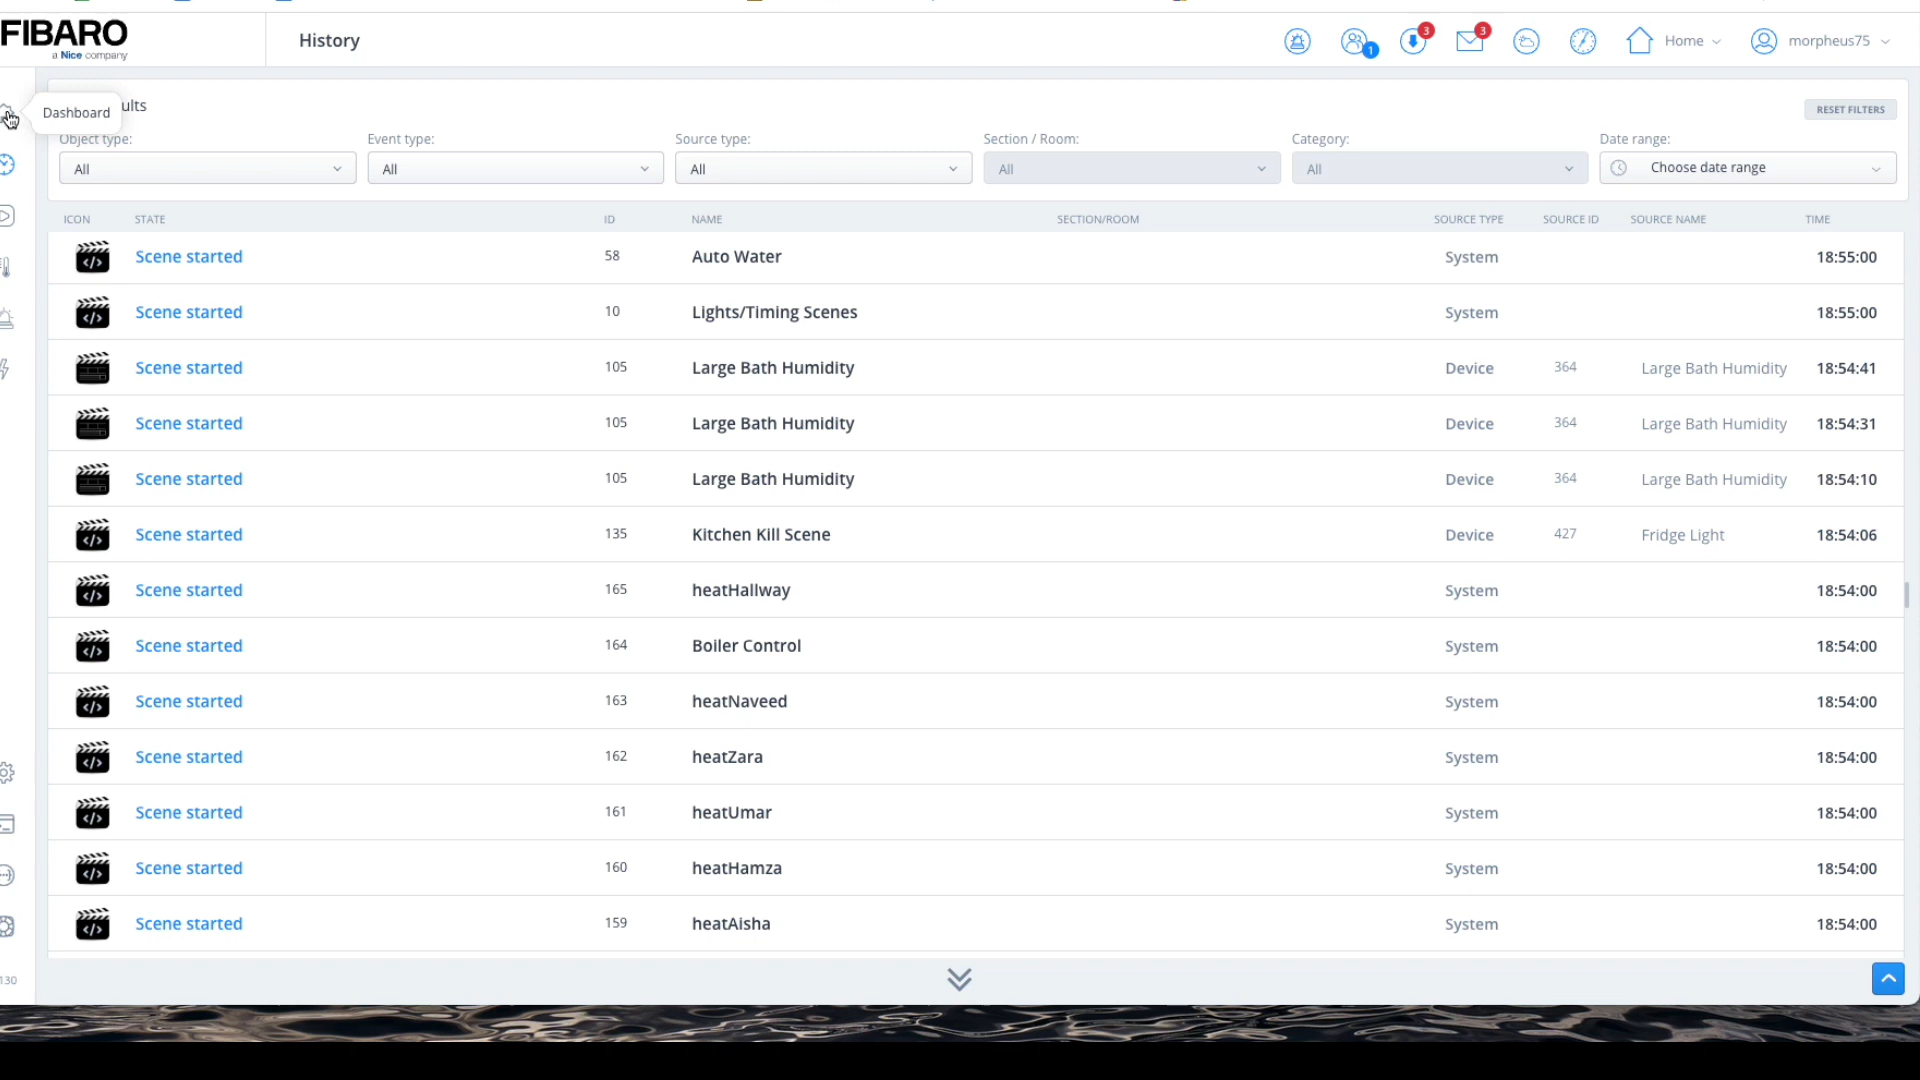 FIBARO
a Nice company
History
1
3
3
Home
morpheus75
Dashboard
ults
RESET FILTERS
Object type:
Event type:
Source type:
Section / Room:
Category:
Date range:
All
All
All
All
All
Choose date range
ICON STATE ID NAME SECTION/ROOM SOURCE TYPE SOURCE ID SOURCE NAME TIME
Scene started 58 Auto Water System 18:55:00
Scene started 10 Lights/Timing Scenes System 18:55:00
Scene started 105 Large Bath Humidity Device 364 Large Bath Humidity 18:54:41
Scene started 105 Large Bath Humidity Device 364 Large Bath Humidity 18:54:31
Scene started 105 Large Bath Humidity Device 364 Large Bath Humidity 18:54:10
Scene started 135 Kitchen Kill Scene Device 427 Fridge Light 18:54:06
Scene started 165 heatHallway System 18:54:00
Scene started 164 Boiler Control System 18:54:00
Scene started 163 heatNaveed System 18:54:00
Scene started 162 heatZara System 18:54:00
Scene started 161 heatUmar System 18:54:00
Scene started 160 heatHamza System 18:54:00
Scene started 159 heatAisha System 18:54:00
130